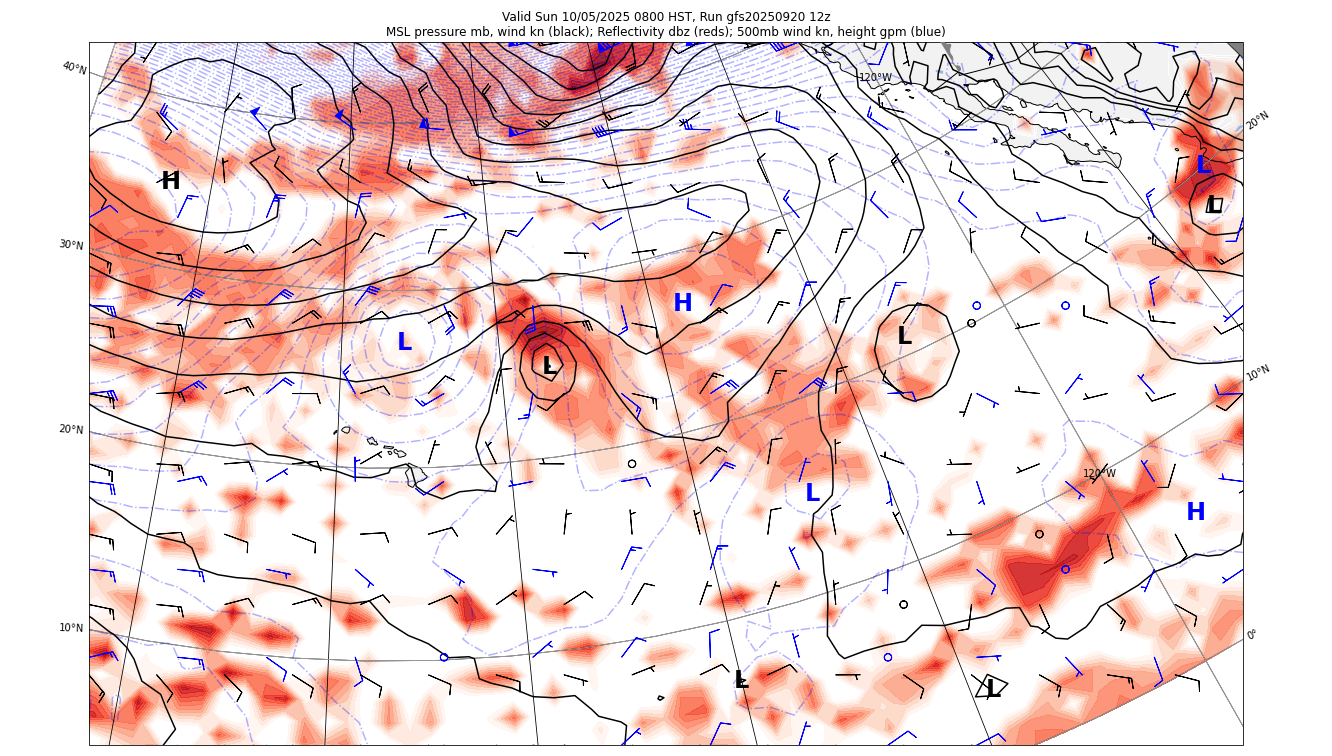 Valid Sun 10/05/2025 0800 HST, Run gfs20250920 12z
MSL pressure mb, wind kn (black); Reflectivity dbz (reds); 500mb wind kn, height gpm (blue)
40°N
120°W
20°N
L
H
L
30°N
H
L
L
L
10°N
20°N
120°W
L
H
10°N
0°
L
L